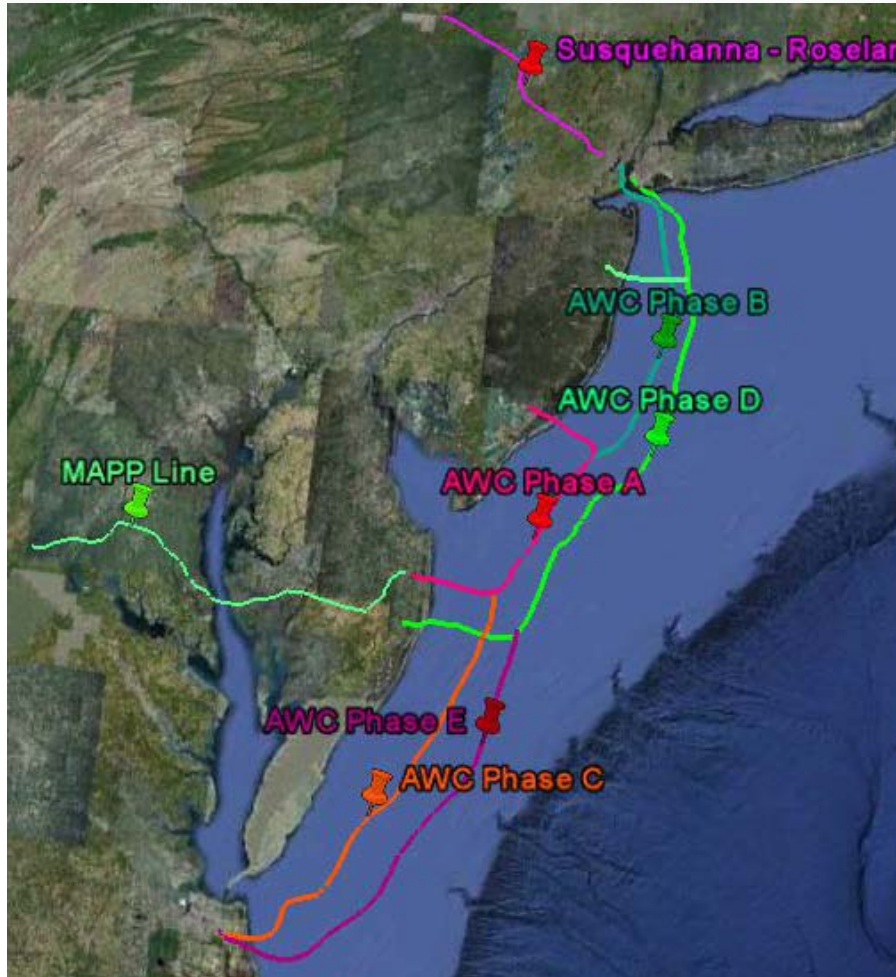 Susquehanna - Roselan
AWC Phase B
AWC Phase D
MAPP Line
AWC Phase A
AWC Phase E
AWC Phase C